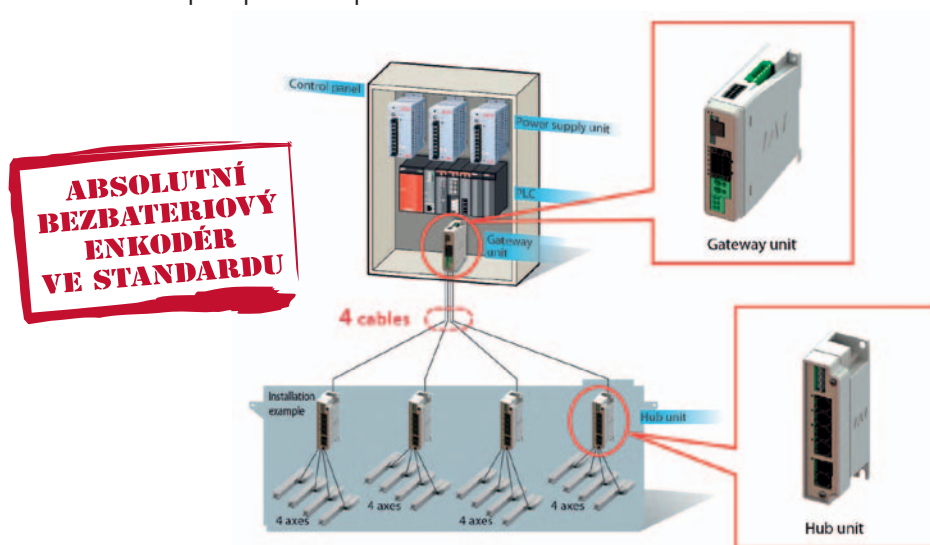 Control panel
Power supply unit
PLC
Gateway
unit
Gateway unit
ABSOLUTNÍ
BEZBATERIOVÝ
ENKODÉR
VE STANDARDU
4 cables
Installation
example
Hub unit
4 axes
4 axes
4 axes
4 axes
Hub unit